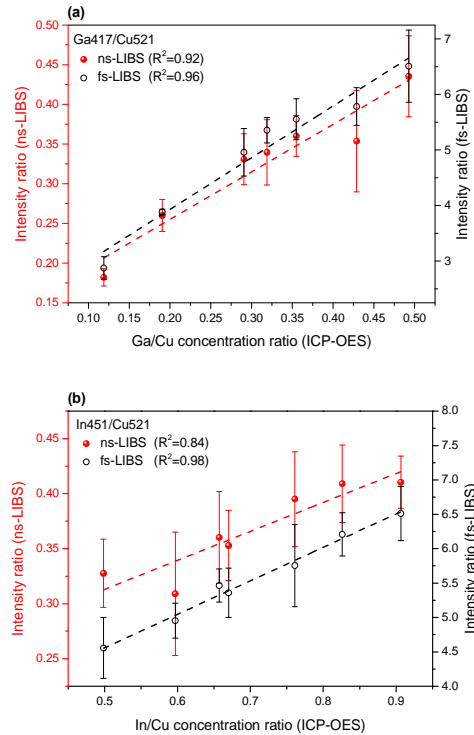 (a)
Ga417/Cu521
ns-LIBS (R²=0.92)
fs-LIBS (R²=0.96)
0.50
0.45
0.40
0.35
0.30
0.25
0.20
0.15
Intensity ratio (ns-LIBS)
7
6
5
4
3
Intensity ratio (fs-LIBS)
0.10 0.15 0.20 0.25 0.30 0.35 0.40 0.45 0.50
Ga/Cu concentration ratio (ICP-OES)
(b)
In451/Cu521
ns-LIBS (R²=0.84)
fs-LIBS (R²=0.98)
0.45
0.40
0.35
0.30
0.25
Intensity ratio (ns-LIBS)
8.0
7.5
7.0
6.5
6.0
5.5
5.0
4.5
4.0
Intensity ratio (fs-LIBS)
0.5 0.6 0.7 0.8 0.9
In/Cu concentration ratio (ICP-OES)